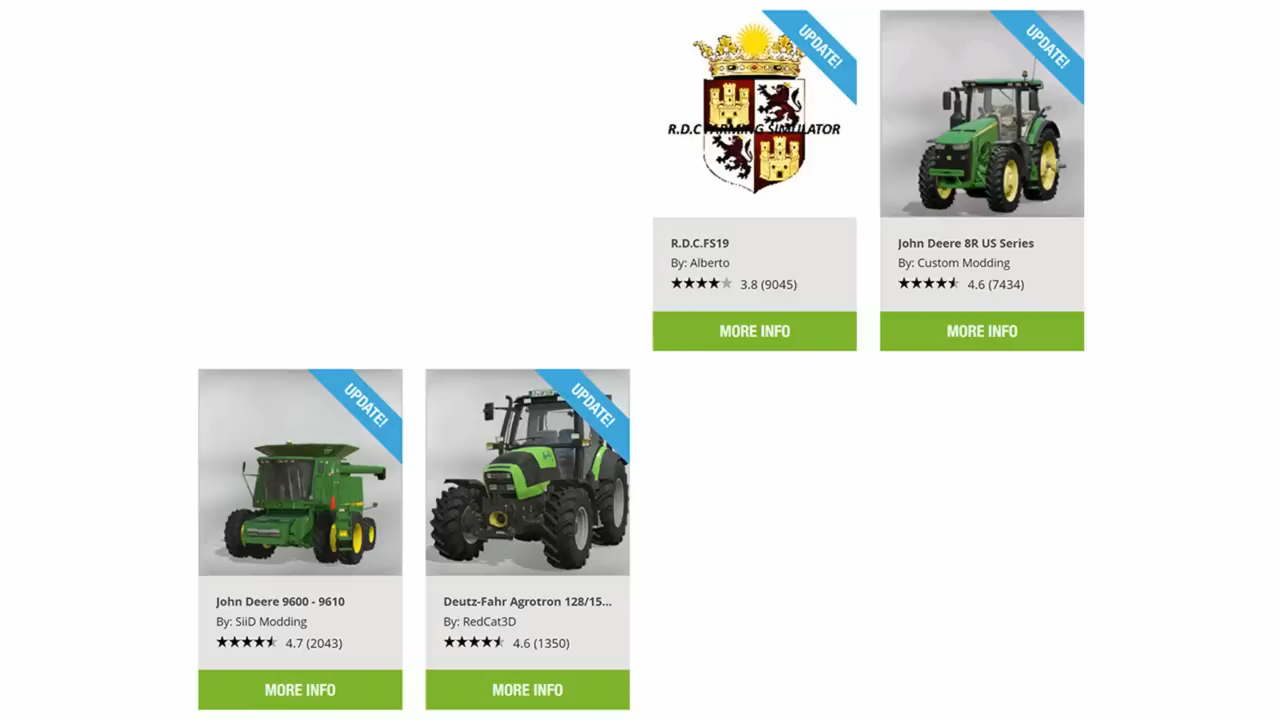 UPDATE!
R.D.C FARMING SIMULATOR
R.D.C.FS19
By: Alberto
3.8 (9045)
MORE INFO
UPDATE!
John Deere 8R US Series
By: Custom Modding
4.6 (7434)
MORE INFO
UPDATE!
John Deere 9600 - 9610
By: SiiD Modding
4.7 (2043)
MORE INFO
UPDATE!
Deutz-Fahr Agrotron 128/15...
By: RedCat3D
4.6 (1350)
MORE INFO